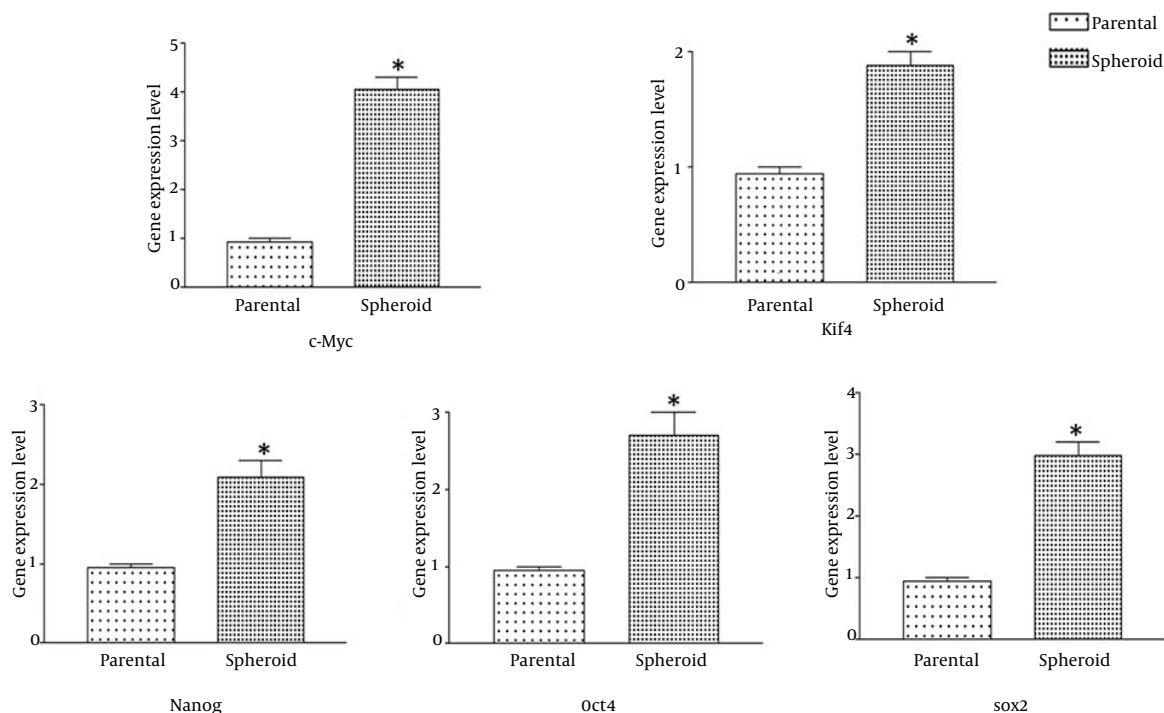 Parental
Spheroid
Gene expression level
5
4
3
2
1
0
*
Parental Spheroid
c-Myc
Gene expression level
2
1
0
*
Parental Spheroid
Kif4
Gene expression level
3
2
1
0
*
Parental Spheroid
Nanog
Gene expression level
3
2
1
0
*
Parental Spheroid
Oct4
Gene expression level
4
3
2
1
0
*
Parental Spheroid
sox2